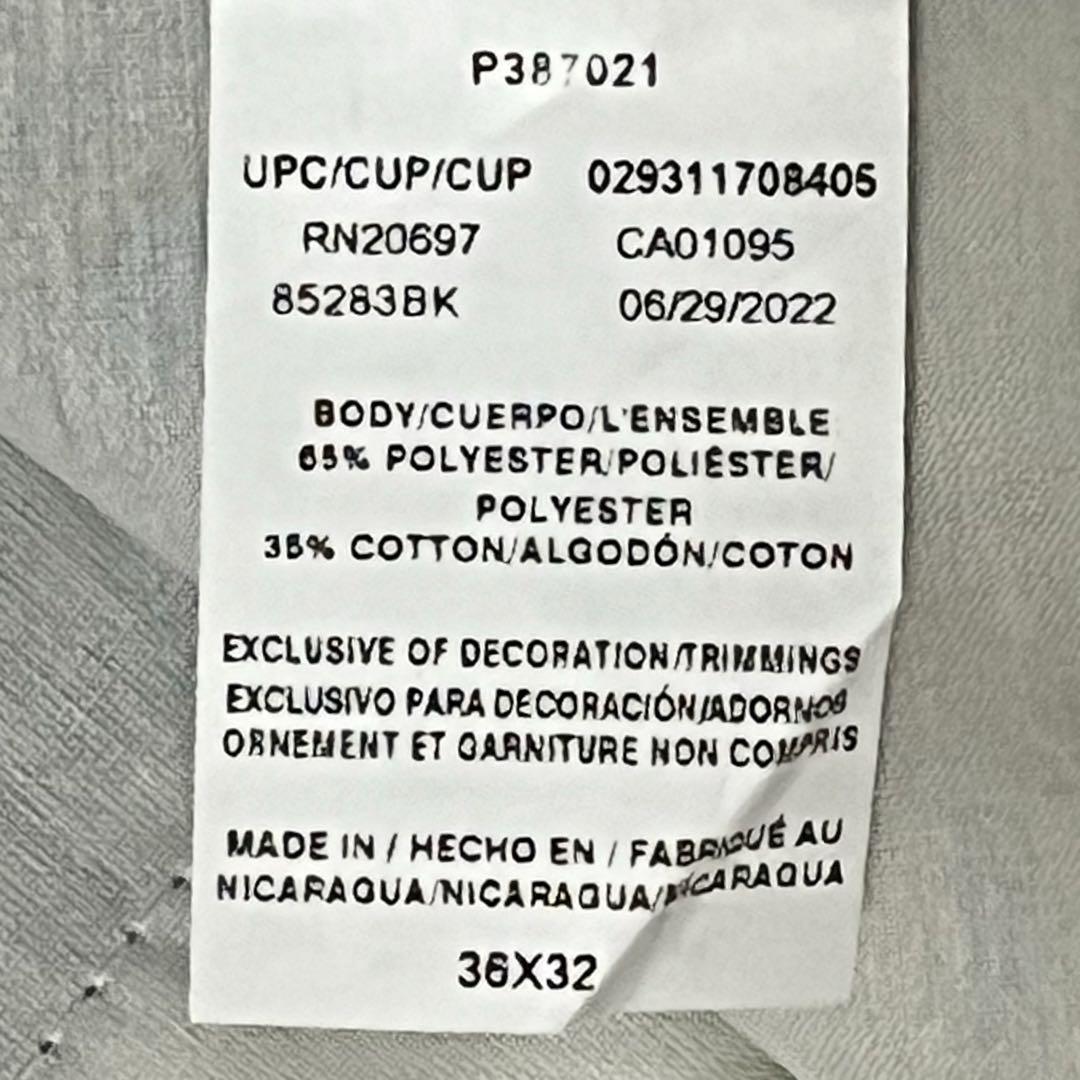 P387021
UPC/CUP/CUP 029311708405
RN20697 CA01095
85283BK 06/29/2022
BODY/CUERPO/L'ENSEMBLE
65% POLYESTER/POLIÉSTER/
POLYESTER
35% COTTON/ALGODÓN/COTON
EXCLUSIVE OF DECORATION/TRIMMINGS
EXCLUSIVO PARA DECORACIÓN/ADORNOS
ORNEMENT ET GARNITURE NON COMPRIS
MADE IN / HECHO EN / FABRIQUÉ AU
NICARAGUA/NICARAGUA/NICARAGUA
36X32